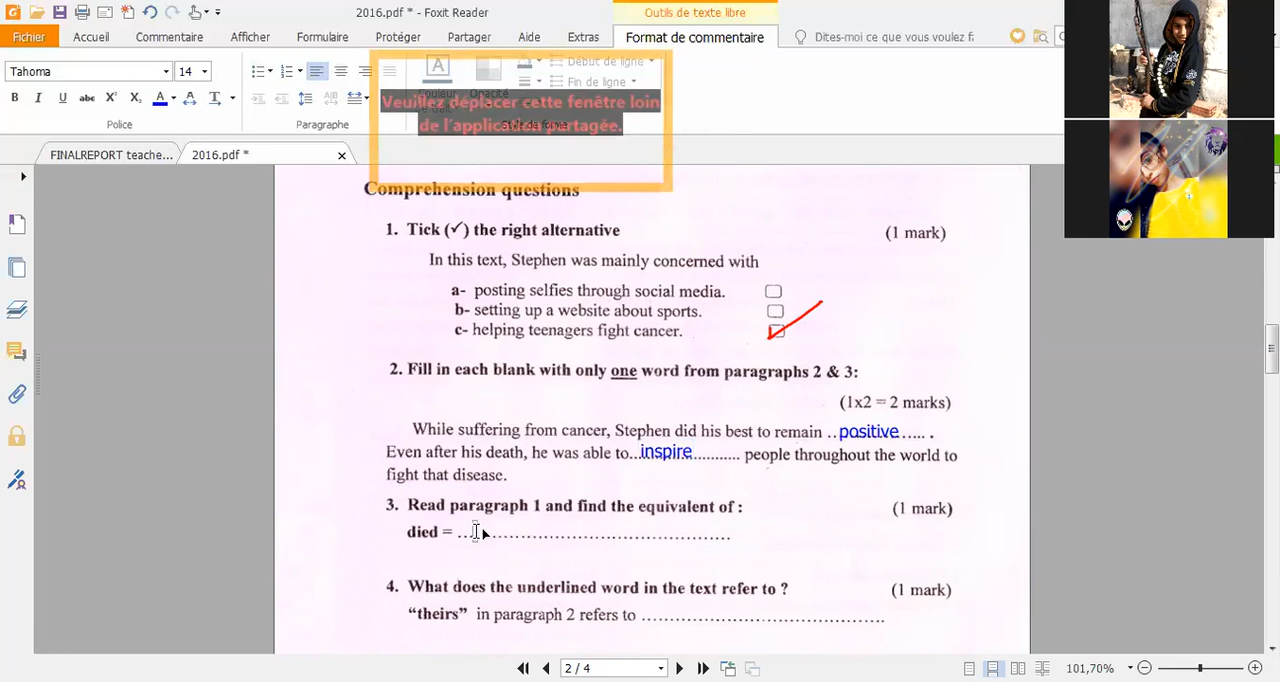 2016.pdf * - Foxit Reader
Outils de texte libre
Fichier Accueil Commentaire Afficher Formulaire Protéger Partager Aide Extras Format de commentaire Dites-moi ce que vous voulez f.
Tahoma 14 Début de ligne
Fin de ligne
Couleur Opacité
Veuillez déplacer cette fenêtre loin
de l'application partagée.
Police Paragraphe
FINALREPORT teache... 2016.pdf *
Comprehension questions
1. Tick (✓) the right alternative (1 mark)
In this text, Stephen was mainly concerned with
a- posting selfies through social media.
b- setting up a website about sports.
c- helping teenagers fight cancer.
2. Fill in each blank with only one word from paragraphs 2 & 3:
(1x2 = 2 marks)
While suffering from cancer, Stephen did his best to remain ..positive..... .
Even after his death, he was able to...inspire.......... people throughout the world to
fight that disease.
3. Read paragraph 1 and find the equivalent of : (1 mark)
died = ..................................................
4. What does the underlined word in the text refer to ? (1 mark)
"theirs" in paragraph 2 refers to .............................................
2 / 4 101,70%